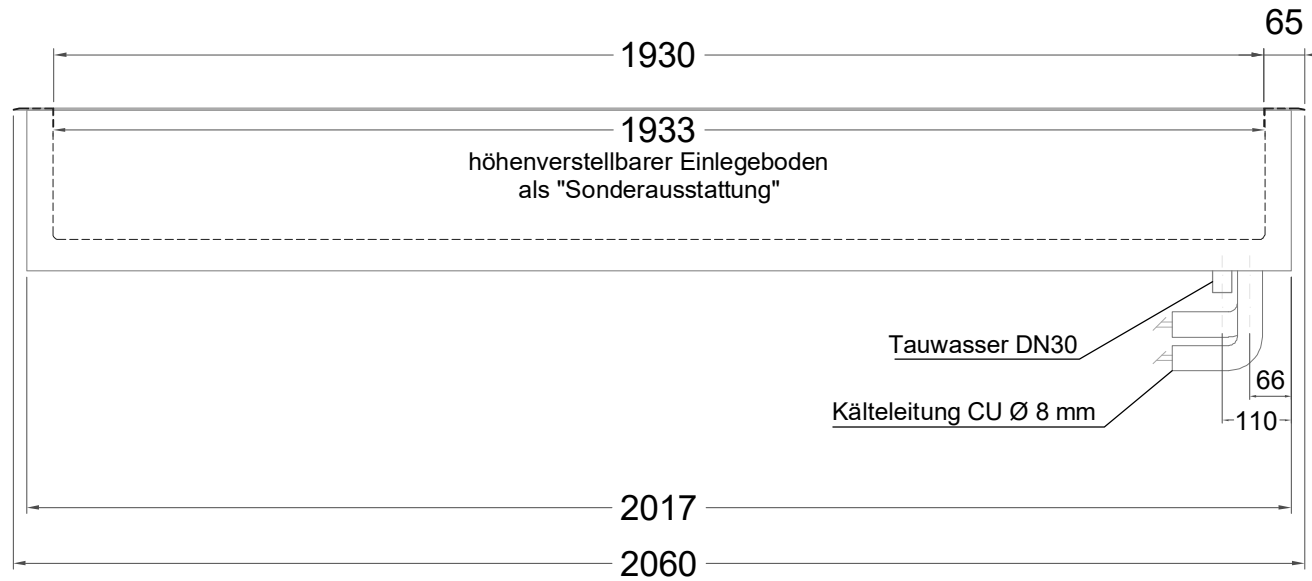 65
1930
1933
höhenverstellbarer Einlegeboden
als "Sonderausstattung"
Tauwasser DN30
66
Kälteleitung CU Ø 8 mm
110
2017
2060